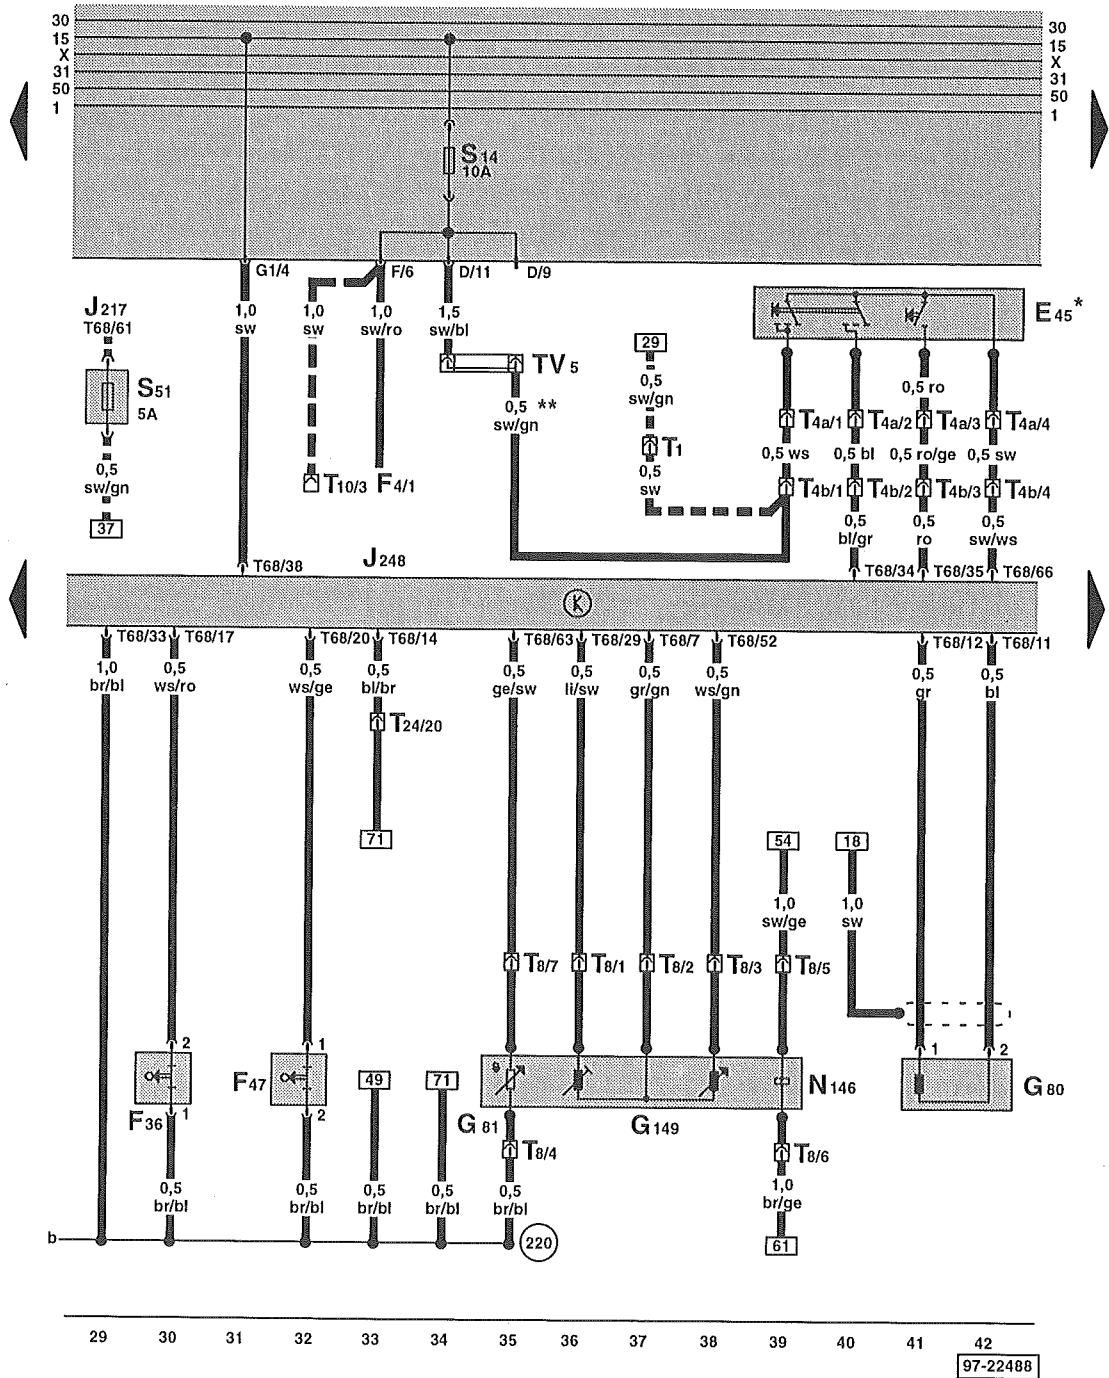 30 30
15 15
X X
31 31
50 50
1 1
S14
10A
G1/4 F/6 D/11 D/9
J217
T68/61
1,0 1,0 1,0 1,5
sw sw sw/ro sw/bl
E45*
29
S51
5A
TV5
0,5
sw/gn
0,5 **
sw/gn
0,5 ro
T4a/1 T4a/2 T4a/3 T4a/4
T1
0,5 ws 0,5 bl 0,5 ro/ge 0,5 sw
0,5
sw/gn
0,5
sw
T10/3 F4/1
T4b/1 T4b/2 T4b/3 T4b/4
37
0,5 0,5 0,5
bl/gr ro sw/ws
J248
T68/38 T68/34 T68/35 T68/66
K
T68/33 T68/17 T68/20 T68/14 T68/63 T68/29 T68/7 T68/52 T68/12 T68/11
1,0 0,5 0,5 0,5 0,5 0,5 0,5 0,5 0,5 0,5
br/bl ws/ro ws/ge bl/br ge/sw li/sw gr/gn ws/gn gr bl
T24/20
71 54 18
1,0 1,0
sw/ge sw
T8/7 T8/1 T8/2 T8/3 T8/5
2 1 1 2
F47 49 71 N146 G80
F36 1 2 G81 G149
T8/4 T8/6
0,5 0,5 0,5 0,5 0,5 1,0
br/bl br/bl br/bl br/bl br/bl br/ge
b 220 61
29 30 31 32 33 34 35 36 37 38 39 40 41 42
97-22488